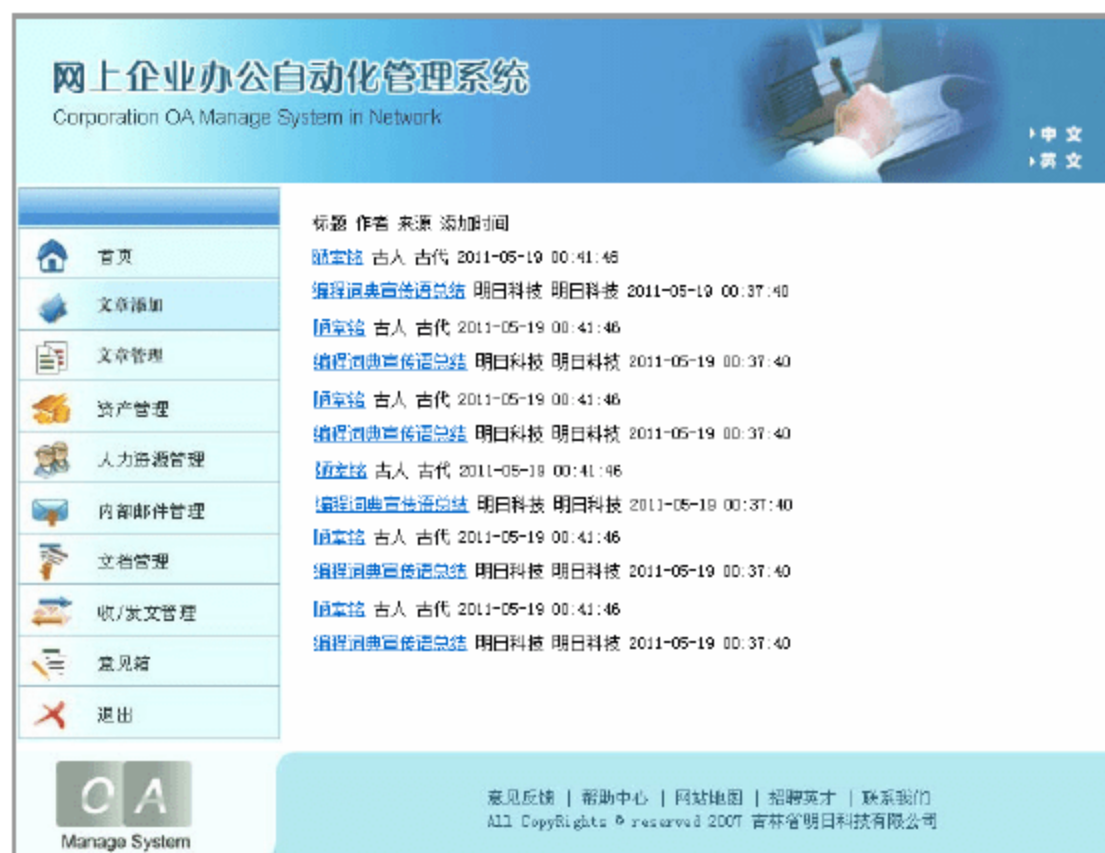 网上企业办公自动化管理系统
Corporation OA Manage System in Network
中文
英文
首页
文章添加
文章管理
资产管理
人力资源管理
内部邮件管理
文档管理
收/发文管理
意见箱
退出
标题 作者 来源 添加时间
陋室铭 古人 古代 2011-05-19 00:41:46
编程词典宣传语总结 明日科技 明日科技 2011-05-19 00:37:40
陋室铭 古人 古代 2011-05-19 00:41:46
编程词典宣传语总结 明日科技 明日科技 2011-05-19 00:37:40
陋室铭 古人 古代 2011-05-19 00:41:46
编程词典宣传语总结 明日科技 明日科技 2011-05-19 00:37:40
陋室铭 古人 古代 2011-05-19 00:41:46
编程词典宣传语总结 明日科技 明日科技 2011-05-19 00:37:40
陋室铭 古人 古代 2011-05-19 00:41:46
编程词典宣传语总结 明日科技 明日科技 2011-05-19 00:37:40
陋室铭 古人 古代 2011-05-19 00:41:46
编程词典宣传语总结 明日科技 明日科技 2011-05-19 00:37:40
OA
Manage System
意见反馈 | 帮助中心 | 网站地图 | 招聘英才 | 联系我们
All CopyRights © reserved 2007 吉林省明日科技有限公司